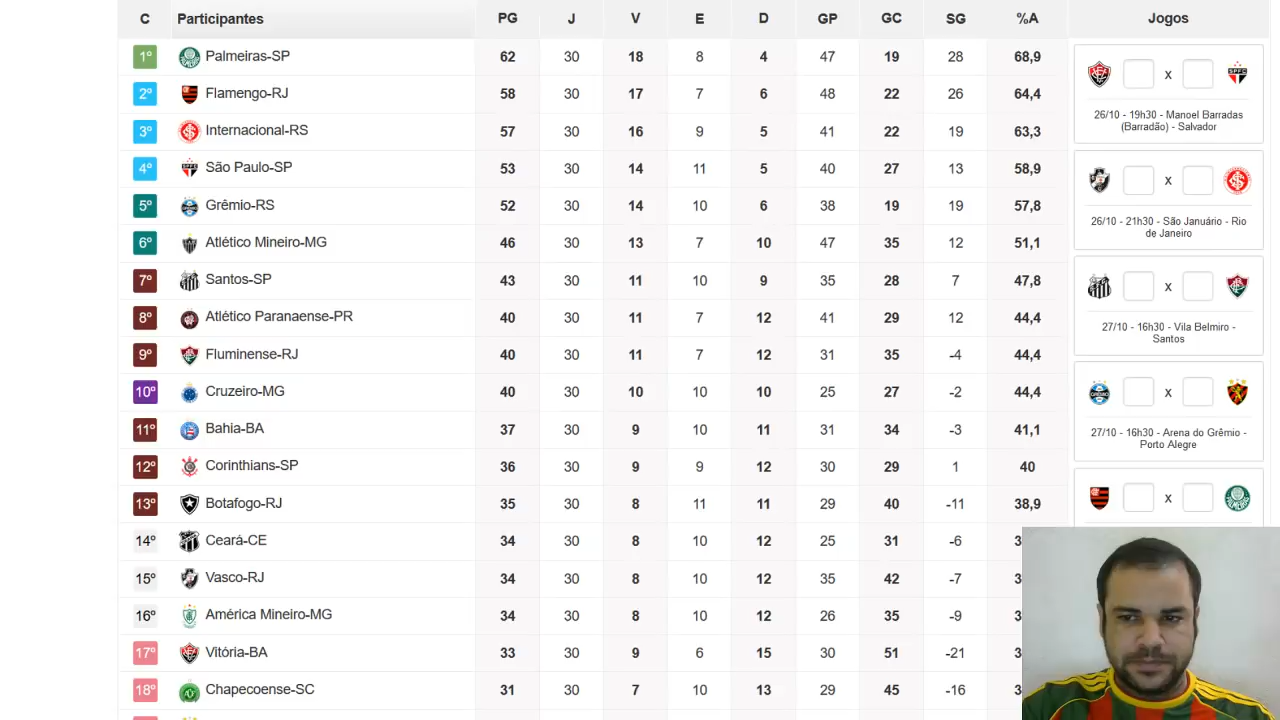 C Participantes PG J V E D GP GC SG %A Jogos
1º Palmeiras-SP 62 30 18 8 4 47 19 28 68,9
2º Flamengo-RJ 58 30 17 7 6 48 22 26 64,4
3º Internacional-RS 57 30 16 9 5 41 22 19 63,3
4º São Paulo-SP 53 30 14 11 5 40 27 13 58,9
5º Grêmio-RS 52 30 14 10 6 38 19 19 57,8
6º Atlético Mineiro-MG 46 30 13 7 10 47 35 12 51,1
7º Santos-SP 43 30 11 10 9 35 28 7 47,8
8º Atlético Paranaense-PR 40 30 11 7 12 41 29 12 44,4
9º Fluminense-RJ 40 30 11 7 12 31 35 -4 44,4
10º Cruzeiro-MG 40 30 10 10 10 25 27 -2 44,4
11º Bahia-BA 37 30 9 10 11 31 34 -3 41,1
12º Corinthians-SP 36 30 9 9 12 30 29 1 40
13º Botafogo-RJ 35 30 8 11 11 29 40 -11 38,9
14º Ceará-CE 34 30 8 10 12 25 31 -6 3
15º Vasco-RJ 34 30 8 10 12 35 42 -7 3
16º América Mineiro-MG 34 30 8 10 12 26 35 -9 3
17º Vitória-BA 33 30 9 6 15 30 51 -21 3
18º Chapecoense-SC 31 30 7 10 13 29 45 -16 3
x
26/10 - 19h30 - Manoel Barradas
(Barradão) - Salvador
x
26/10 - 21h30 - São Januário - Rio
de Janeiro
x
27/10 - 16h30 - Vila Belmiro -
Santos
x
27/10 - 16h30 - Arena do Grêmio -
Porto Alegre
x